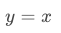 y = x